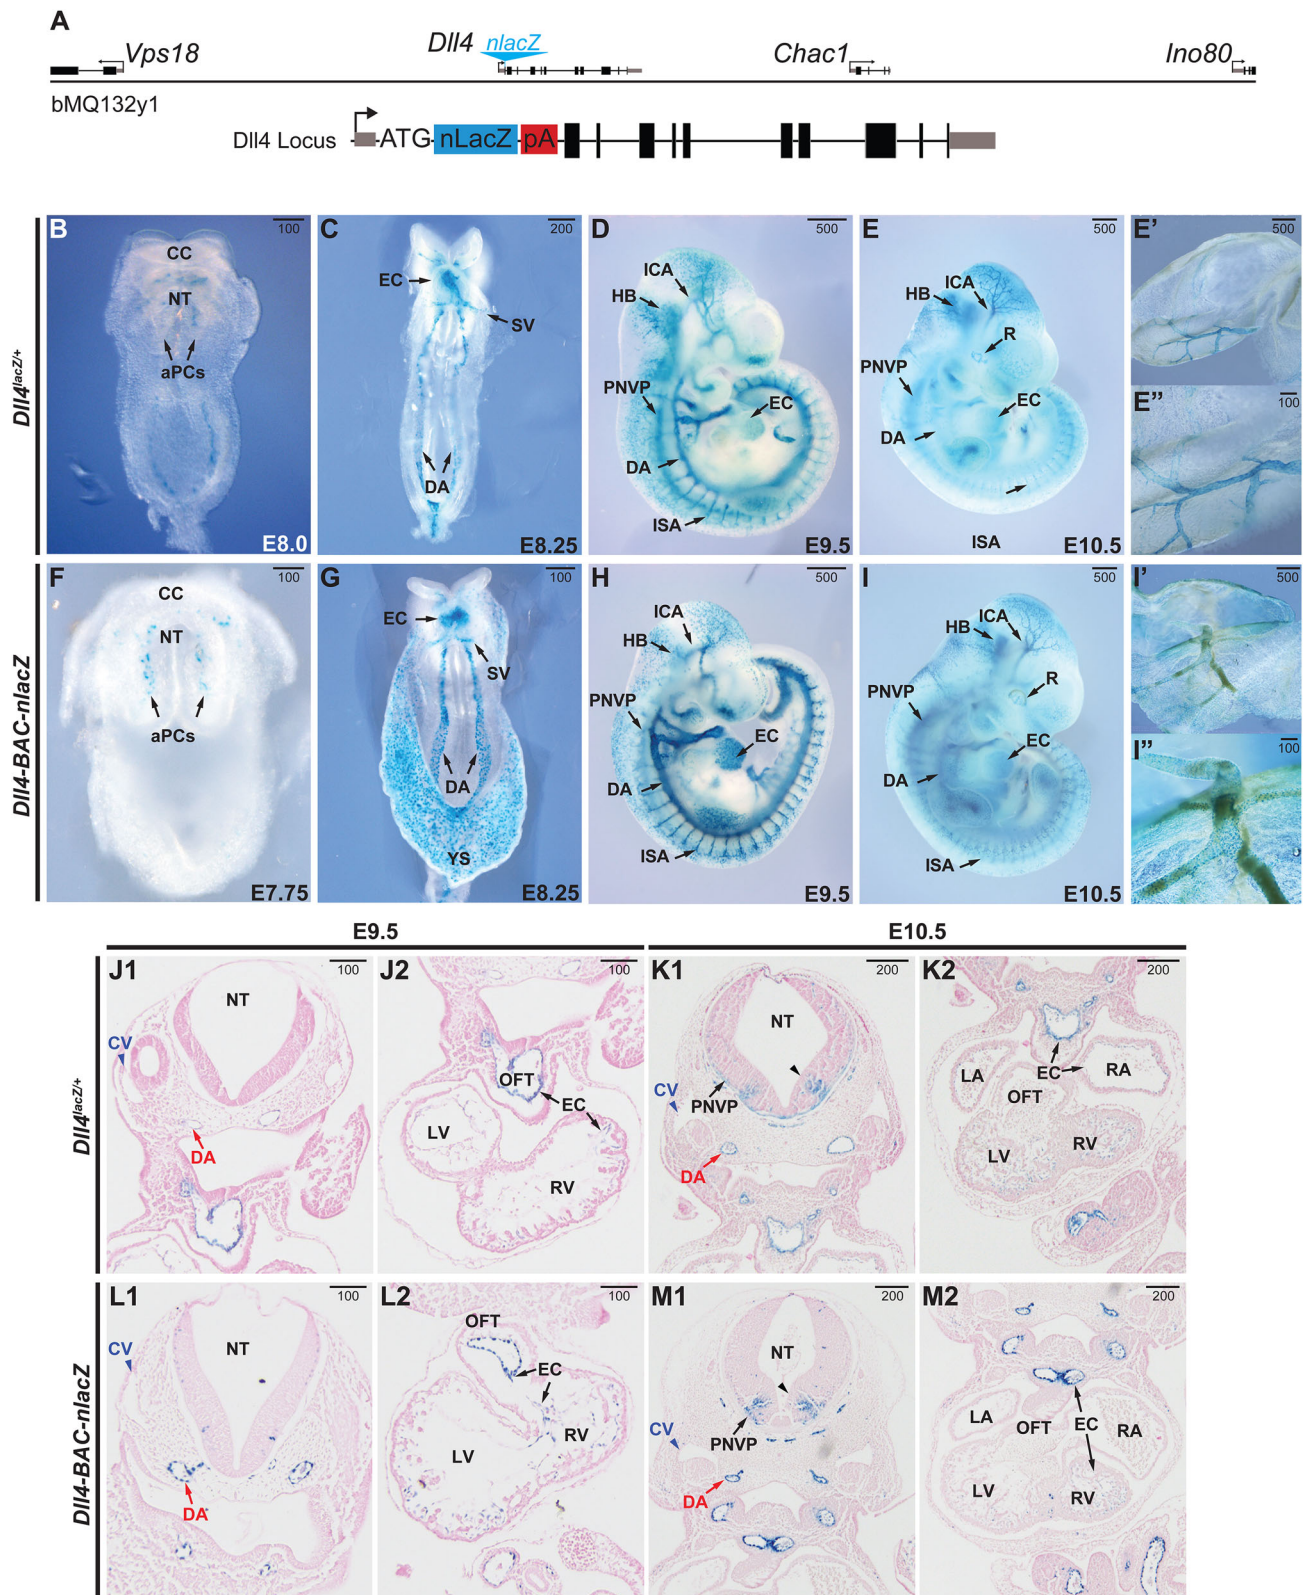 A
Vps18
Dll4
nlacZ
Chac1
Ino80
bMQ132y1
Dll4 Locus
ATG
nLacZ
pA
Dll4lacZ/+
B
100
CC
NT
aPCs
E8.0
C
200
EC
SV
DA
E8.25
D
500
ICA
HB
PNVP
EC
DA
ISA
E9.5
E
500
ICA
HB
R
PNVP
EC
DA
ISA
E10.5
E’
500
E”
100
Dll4-BAC-nlacZ
F
100
CC
NT
aPCs
E7.75
G
100
EC
SV
DA
YS
E8.25
H
500
ICA
HB
PNVP
EC
DA
ISA
E9.5
I
500
ICA
HB
R
PNVP
EC
DA
ISA
E10.5
I’
500
I”
100
E9.5
E10.5
Dll4lacZ/+
J1
100
NT
CV
DA
J2
100
OFT
EC
LV
RV
K1
200
NT
CV
PNVP
DA
K2
200
EC
LA
RA
OFT
LV
RV
Dll4-BAC-nlacZ
L1
100
NT
CV
DA
L2
100
OFT
EC
RV
LV
M1
200
NT
CV
PNVP
DA
M2
200
LA
OFT
EC
RA
LV
RV